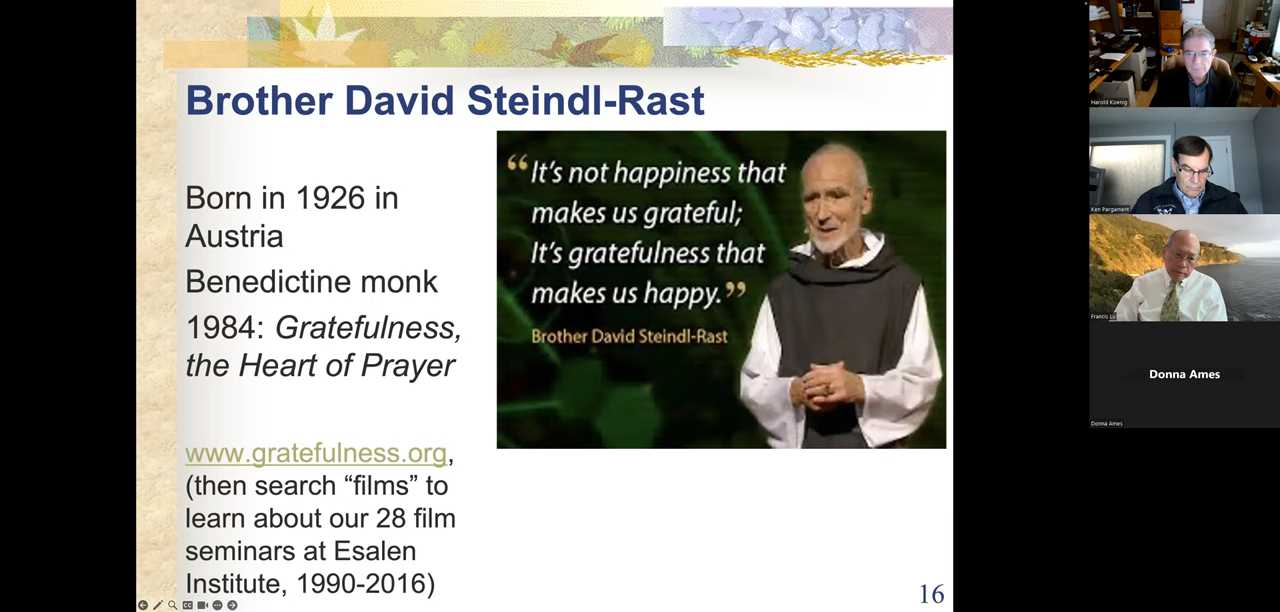 Brother David Steindl-Rast
Born in 1926 in
Austria
Benedictine monk
1984: Gratefulness,
the Heart of Prayer
www.gratefulness.org,
(then search “films” to
learn about our 28 film
seminars at Esalen
Institute, 1990-2016)
“It’s not happiness that
makes us grateful;
It’s gratefulness that
makes us happy.”
Brother David Steindl-Rast
16
Harold Koenig
Ken Pargament
Francis Lu
Donna Ames
Donna Ames